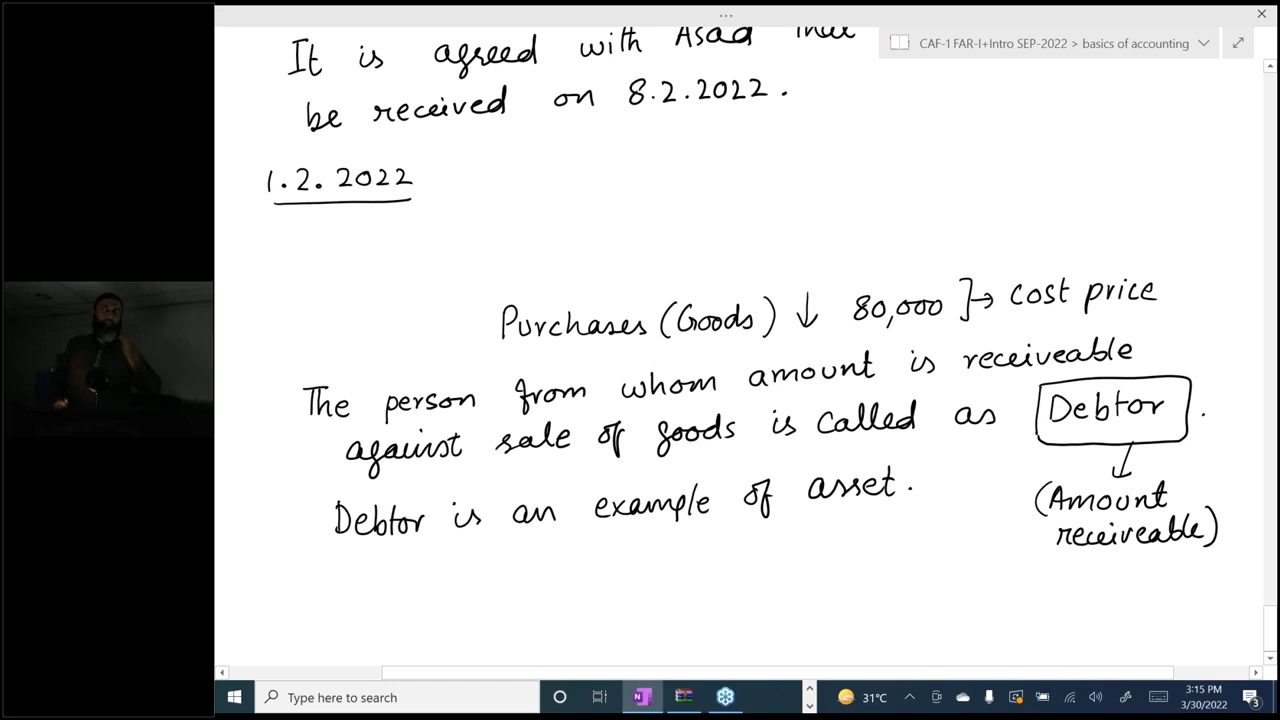 ...
CAF-1 FAR-I+Intro SEP-2022 > basics of accounting
It is agreed with Asad that
be received on 8.2.2022.
1.2.2022
Purchases (Goods) ↓ 80,000 }→ cost price
The person from whom amount is receiveable
against sale of goods is called as Debtor.
Debtor is an example of asset.
↓
(Amount
receiveable)
Type here to search
31°C
3:15 PM
3/30/2022
3